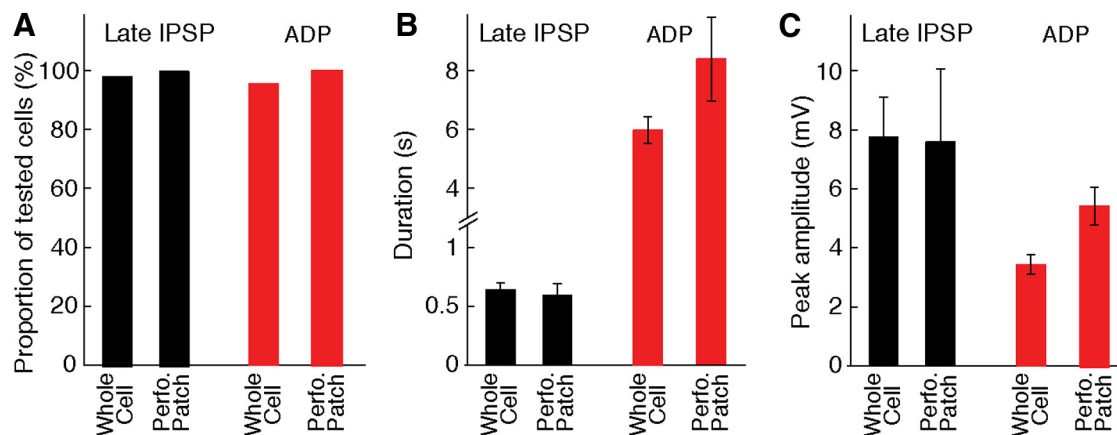 A
Late IPSP
ADP
Proportion of tested cells (%)
100
80
60
40
20
0
Whole
Cell
Perfo.
Patch
Whole
Cell
Perfo.
Patch
B
Late IPSP
ADP
Duration (s)
8
6
4
1
0.5
0
Whole
Cell
Perfo.
Patch
Whole
Cell
Perfo.
Patch
C
Late IPSP
ADP
Peak amplitude (mV)
10
8
6
4
2
0
Whole
Cell
Perfo.
Patch
Whole
Cell
Perfo.
Patch